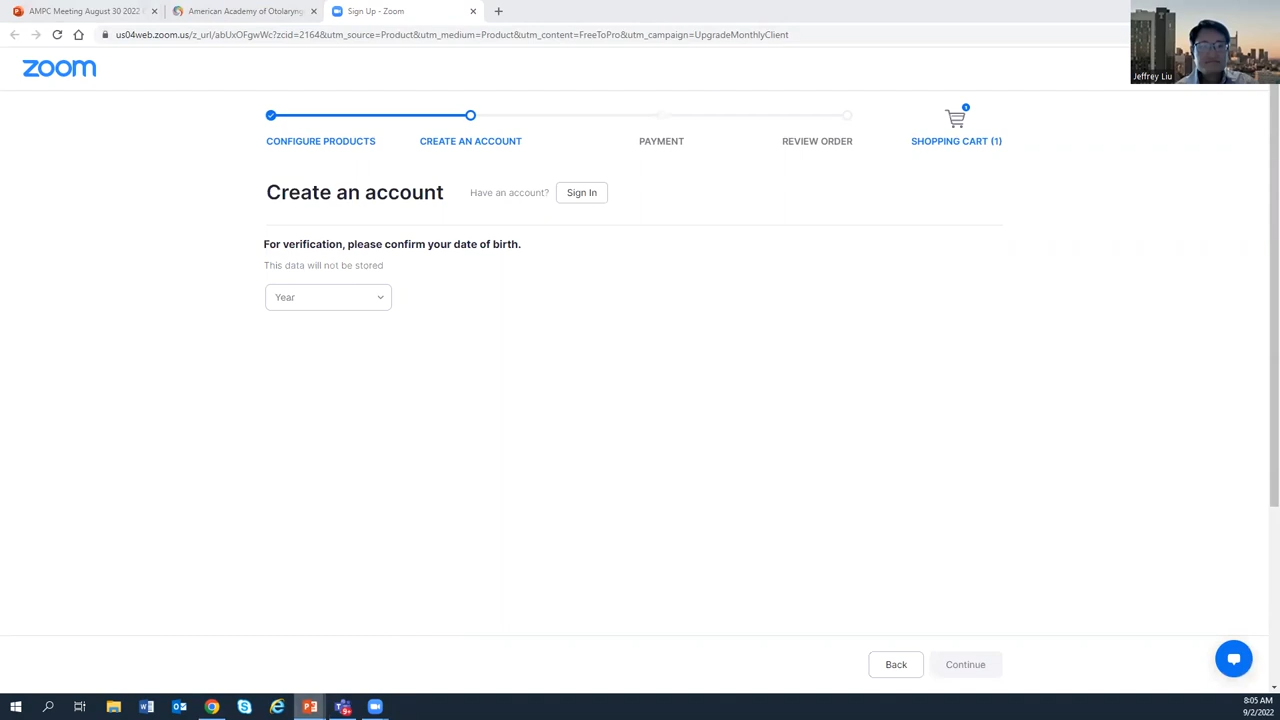 AMPC Meeting August 30 2022
American Academy of Otolaryng
Sign Up - Zoom
us04web.zoom.us/z_url/abUxOFgwWc?zcid=2164&utm_source=Product&utm_medium=Product&utm_content=FreeToPro&utm_campaign=UpgradeMonthlyClient
Jeffrey Liu
zoom
1
CONFIGURE PRODUCTS
CREATE AN ACCOUNT
PAYMENT
REVIEW ORDER
SHOPPING CART (1)
Create an account
Have an account?
Sign In
For verification, please confirm your date of birth.
This data will not be stored
Year
Back
Continue
8:05 AM
9/2/2022